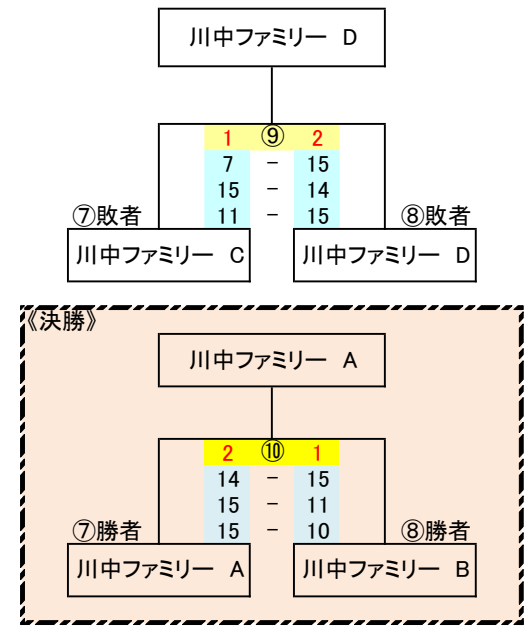 川中ファミリー D
1 ⑨ 2
7 - 15
15 - 14
11 - 15
⑦敗者 ⑧敗者
川中ファミリー C 川中ファミリー D
《決勝》
川中ファミリー A
2 ⑩ 1
14 - 15
15 - 11
15 - 10
⑦勝者 ⑧勝者
川中ファミリー A 川中ファミリー B